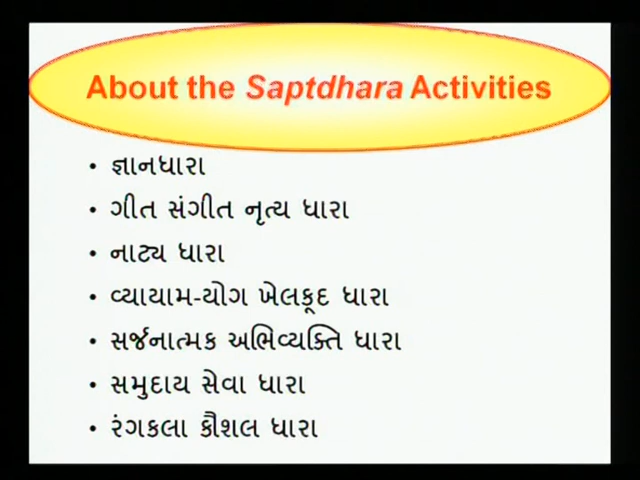 About the Saptdhara Activities
• જ્ઞાનધારા
• ગીત સંગીત નૃત્ય ધારા
• નાટ્ય ધારા
• વ્યાયામ-યોગ ખેલકૂદ ધારા
• સર્જનાત્મક અભિવ્યક્તિ ધારા
• સમુદાય સેવા ધારા
• રંગકલા કૌશલ ધારા